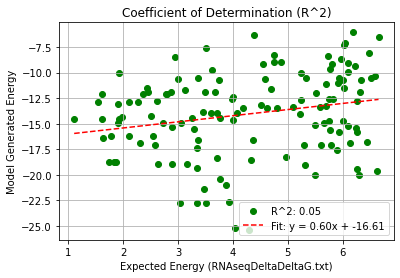 Coefficient of Determination (R^2)
Model Generated Energy
−7.5
−10.0
−12.5
−15.0
−17.5
−20.0
−22.5
−25.0
R^2: 0.05
Fit: y = 0.60x + -16.61
1
2
3
4
5
6
Expected Energy (RNAseqDeltaDeltaG.txt)